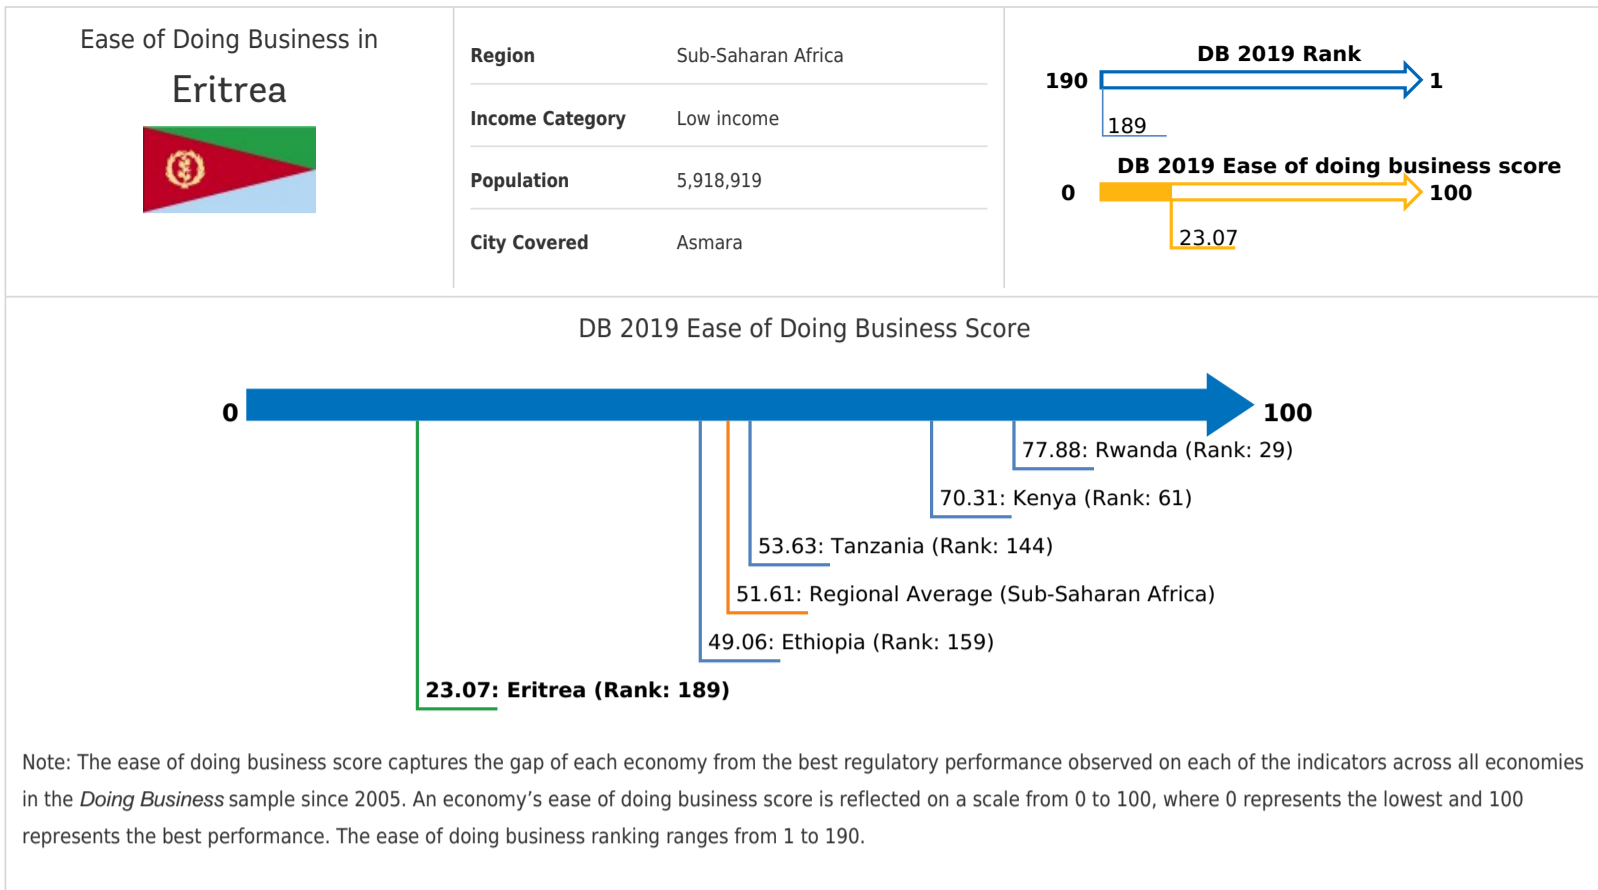 Ease of Doing Business in
Eritrea
Region Sub-Saharan Africa
Income Category Low income
Population 5,918,919
City Covered Asmara
DB 2019 Rank
190 1
189
DB 2019 Ease of doing business score
0 100
23.07
DB 2019 Ease of Doing Business Score
0 100
77.88: Rwanda (Rank: 29)
70.31: Kenya (Rank: 61)
53.63: Tanzania (Rank: 144)
51.61: Regional Average (Sub-Saharan Africa)
49.06: Ethiopia (Rank: 159)
23.07: Eritrea (Rank: 189)
Note: The ease of doing business score captures the gap of each economy from the best regulatory performance observed on each of the indicators across all economies
in the Doing Business sample since 2005. An economy’s ease of doing business score is reflected on a scale from 0 to 100, where 0 represents the lowest and 100
represents the best performance. The ease of doing business ranking ranges from 1 to 190.